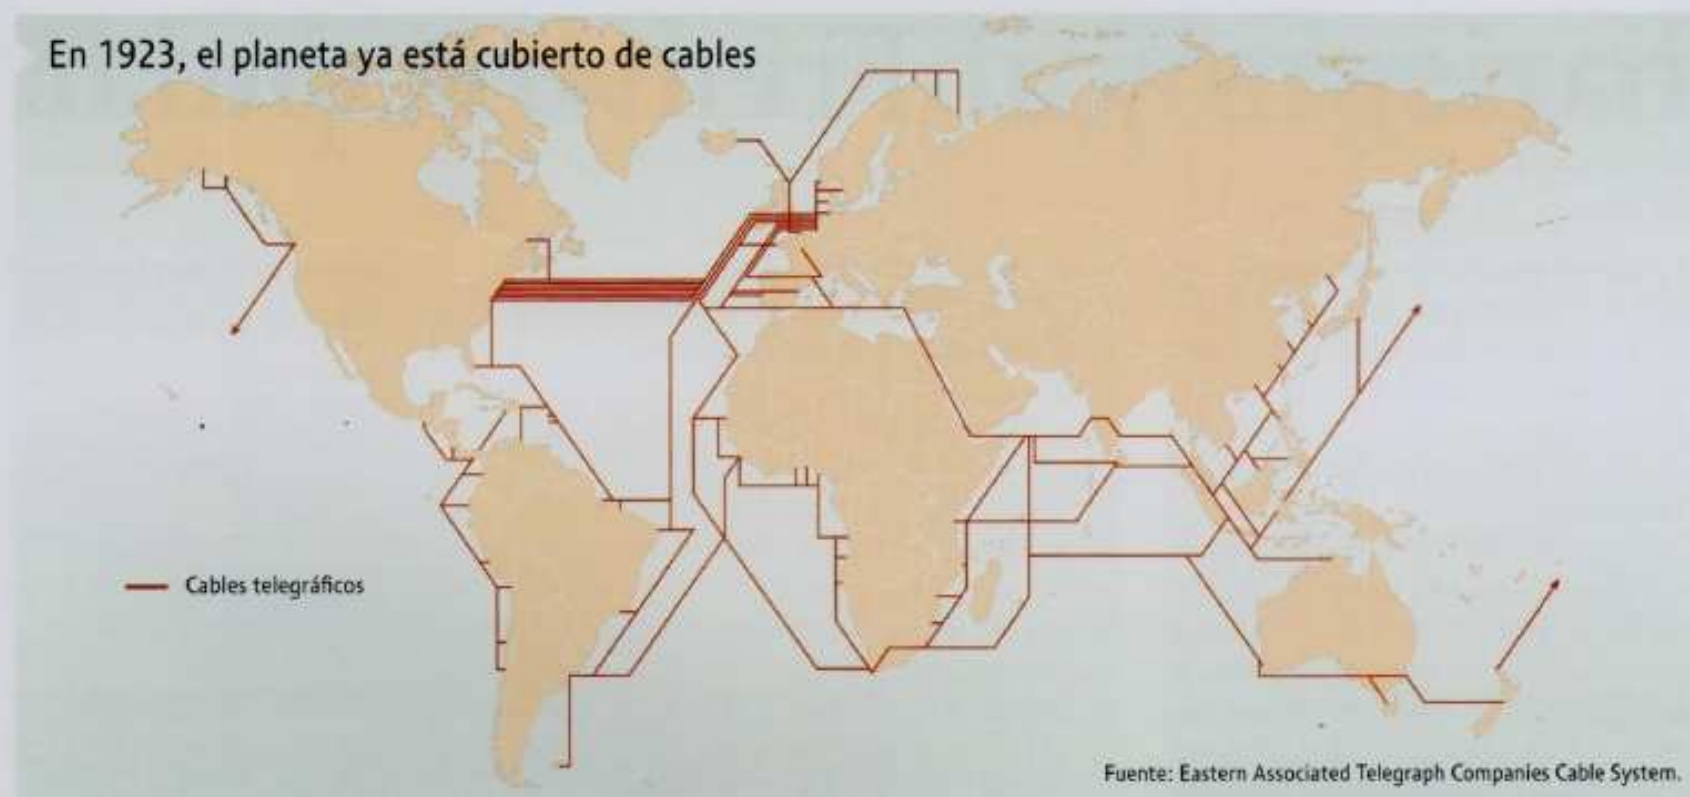 En 1923, el planeta ya está cubierto de cables
Cables telegráficos
Fuente: Eastern Associated Telegraph Companies Cable System.